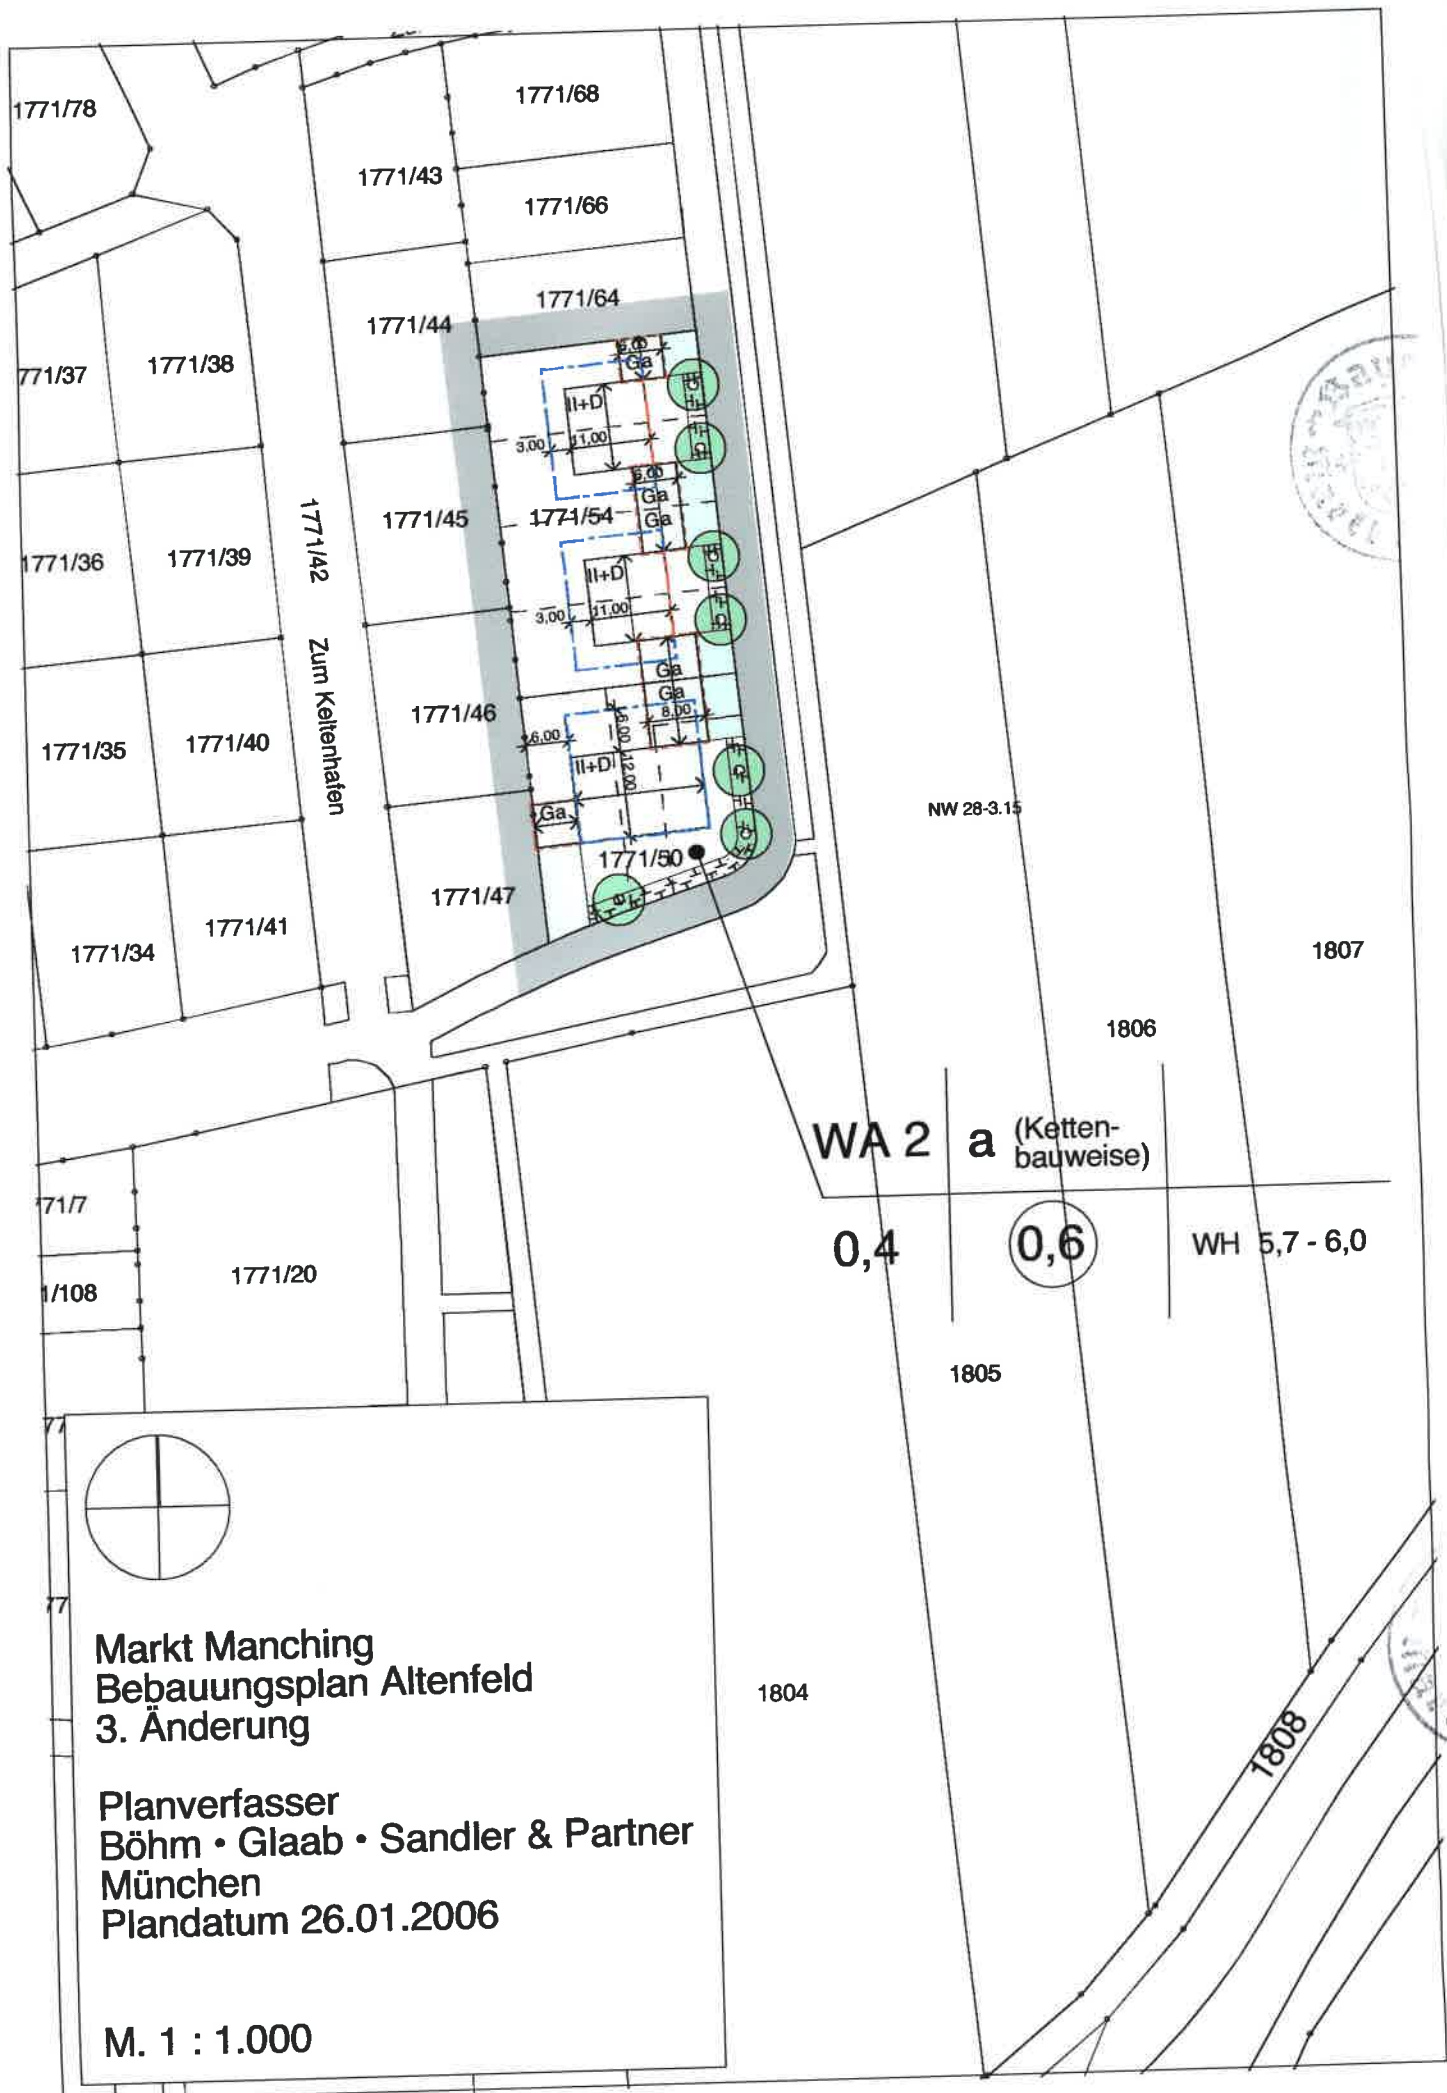 1771/78
1771/68
1771/43
1771/66
1771/64
1771/44
771/37
1771/38
5,00
Ga
II+D
3,00
11,00
5,00
Ga
1771/45
1771/54
Ga
1771/36
1771/39
1771/42
Zum Keltenhafen
II+D
3,00
11,00
Ga
Ga
8,00
1771/46
6,00
6,00
1771/35
1771/40
II+D
12,00
Ga
NW 28-3.15
1771/50
1771/47
1771/34
1771/41
1807
1806
WA 2
a
(Ketten-
bauweise)
0,4
0,6
WH 5,7 - 6,0
71/7
1771/20
1/108
1805
77
77
Markt Manching
Bebauungsplan Altenfeld
3. Änderung
Planverfasser
Böhm • Glaab • Sandler & Partner
München
Plandatum 26.01.2006
M. 1 : 1.000
1804
1808